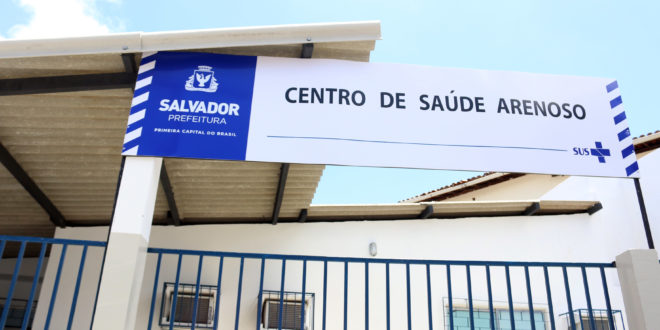 SALVADOR
PREFEITURA
PRIMEIRA CAPITAL DO BRASIL
CENTRO DE SAÚDE ARENOSO
SUS